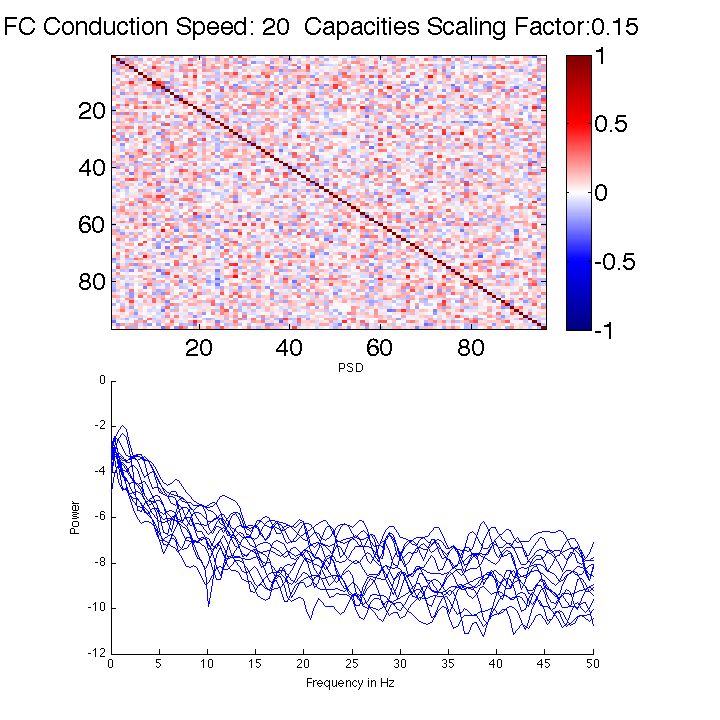 FC Conduction Speed: 20  Capacities Scaling Factor:0.15
1
0.5
0
-0.5
-1
20
40
60
80
20 40 60 80
PSD
0
-2
-4
-6
-8
-10
-12
Power
0 5 10 15 20 25 30 35 40 45 50
Frequency in Hz